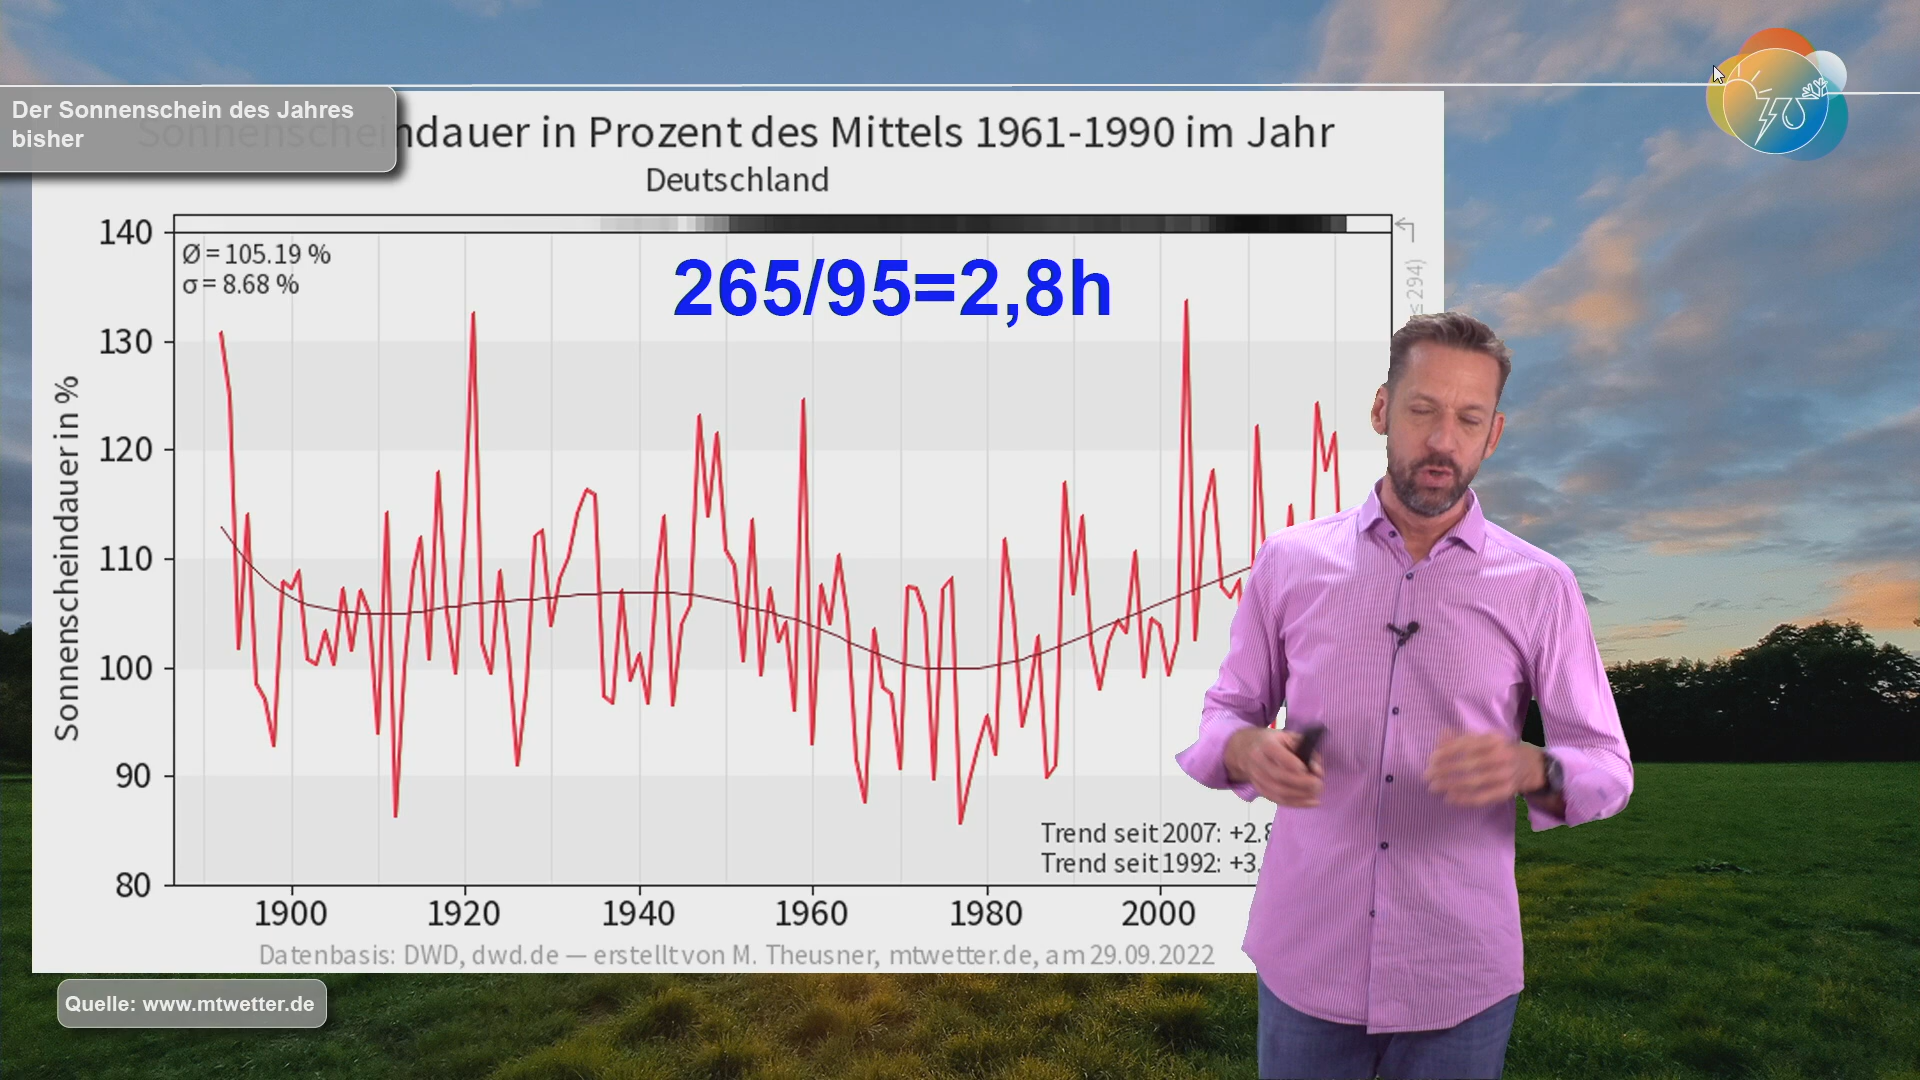 Der Sonnenschein des Jahres
bisher
Sonnenscheindauer in Prozent des Mittels 1961-1990 im Jahr
Deutschland
140
130
120
110
100
90
80
Sonnenscheindauer in %
Ø = 105.19 %
σ = 8.68 %
265/95=2,8h
≤ 294)
Trend seit 2007: +2.8
Trend seit 1992: +3.
1900 1920 1940 1960 1980 2000
Datenbasis: DWD, dwd.de — erstellt von M. Theusner, mtwetter.de, am 29.09.2022
Quelle: www.mtwetter.de